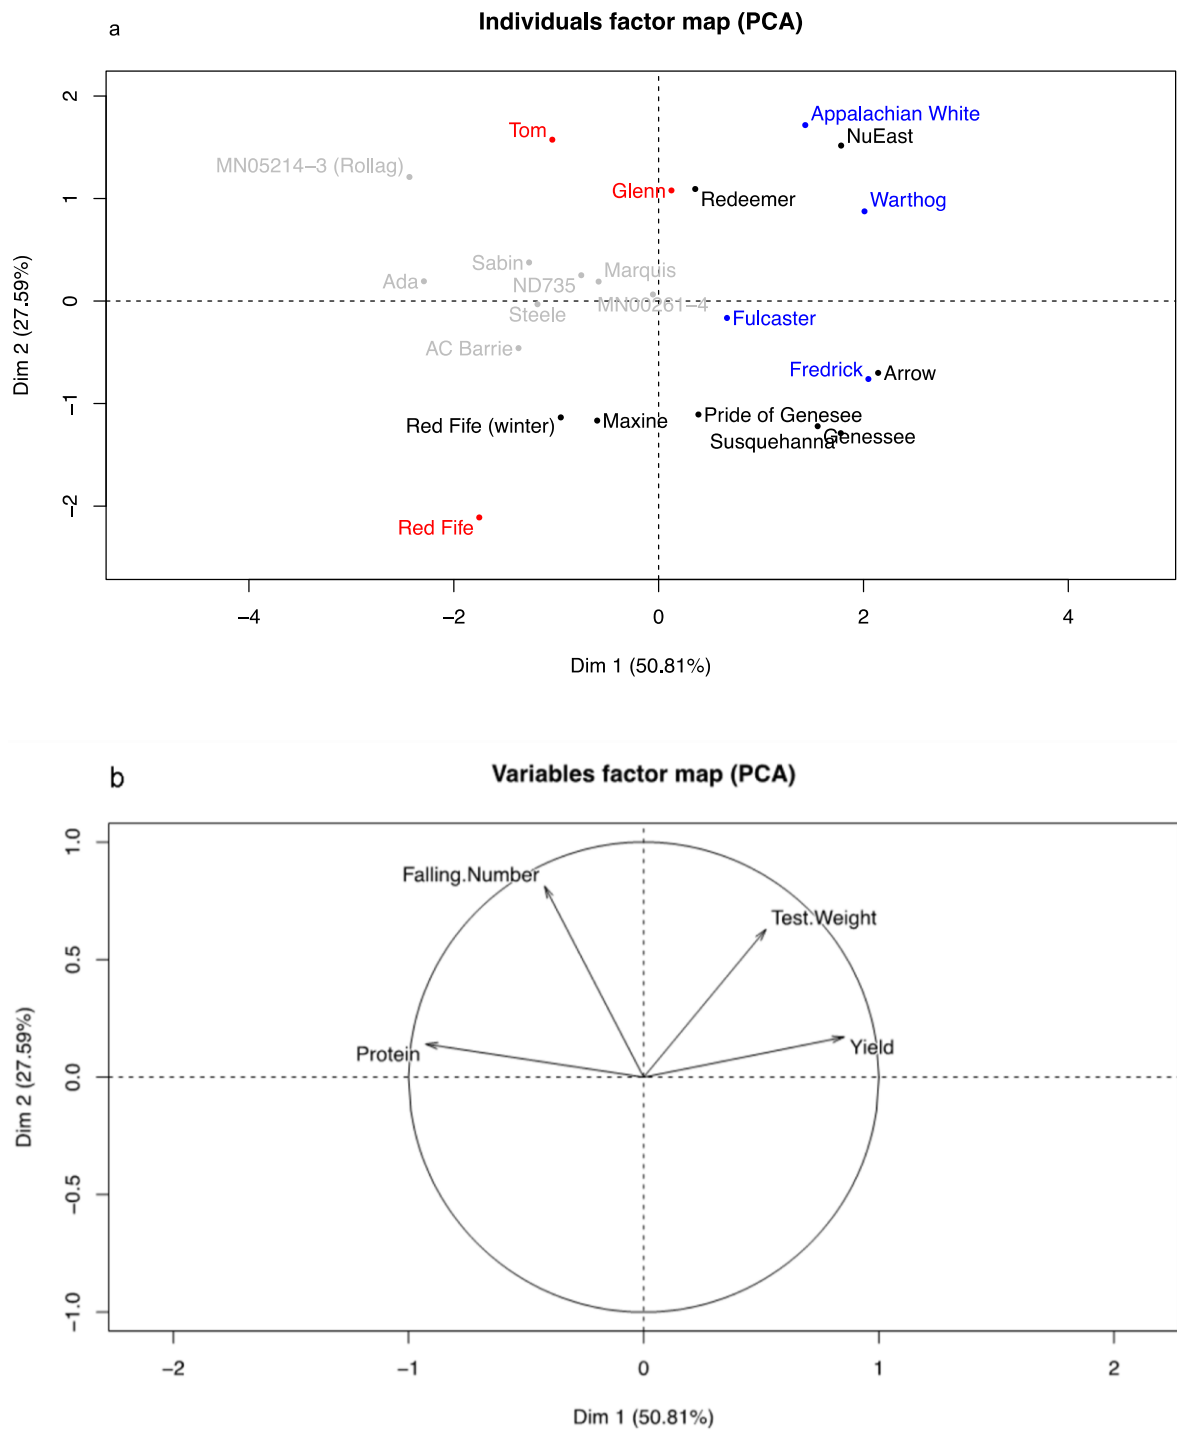 a
Individuals factor map (PCA)
2
1
0
−1
−2
Dim 2 (27.59%)
Appalachian White
Tom
NuEast
MN05214−3 (Rollag)
Glenn
Redeemer
Warthog
Sabin
Marquis
Ada
ND735
MN00261−4
Steele
Fulcaster
AC Barrie
Fredrick
Arrow
Pride of Genesee
Red Fife (winter)
Maxine
Genessee
Susquehanna
Red Fife
−4
−2
0
2
4
Dim 1 (50.81%)
b
Variables factor map (PCA)
1.0
0.5
0.0
−0.5
−1.0
Dim 2 (27.59%)
Falling.Number
Test.Weight
Protein
Yield
−2
−1
0
1
2
Dim 1 (50.81%)